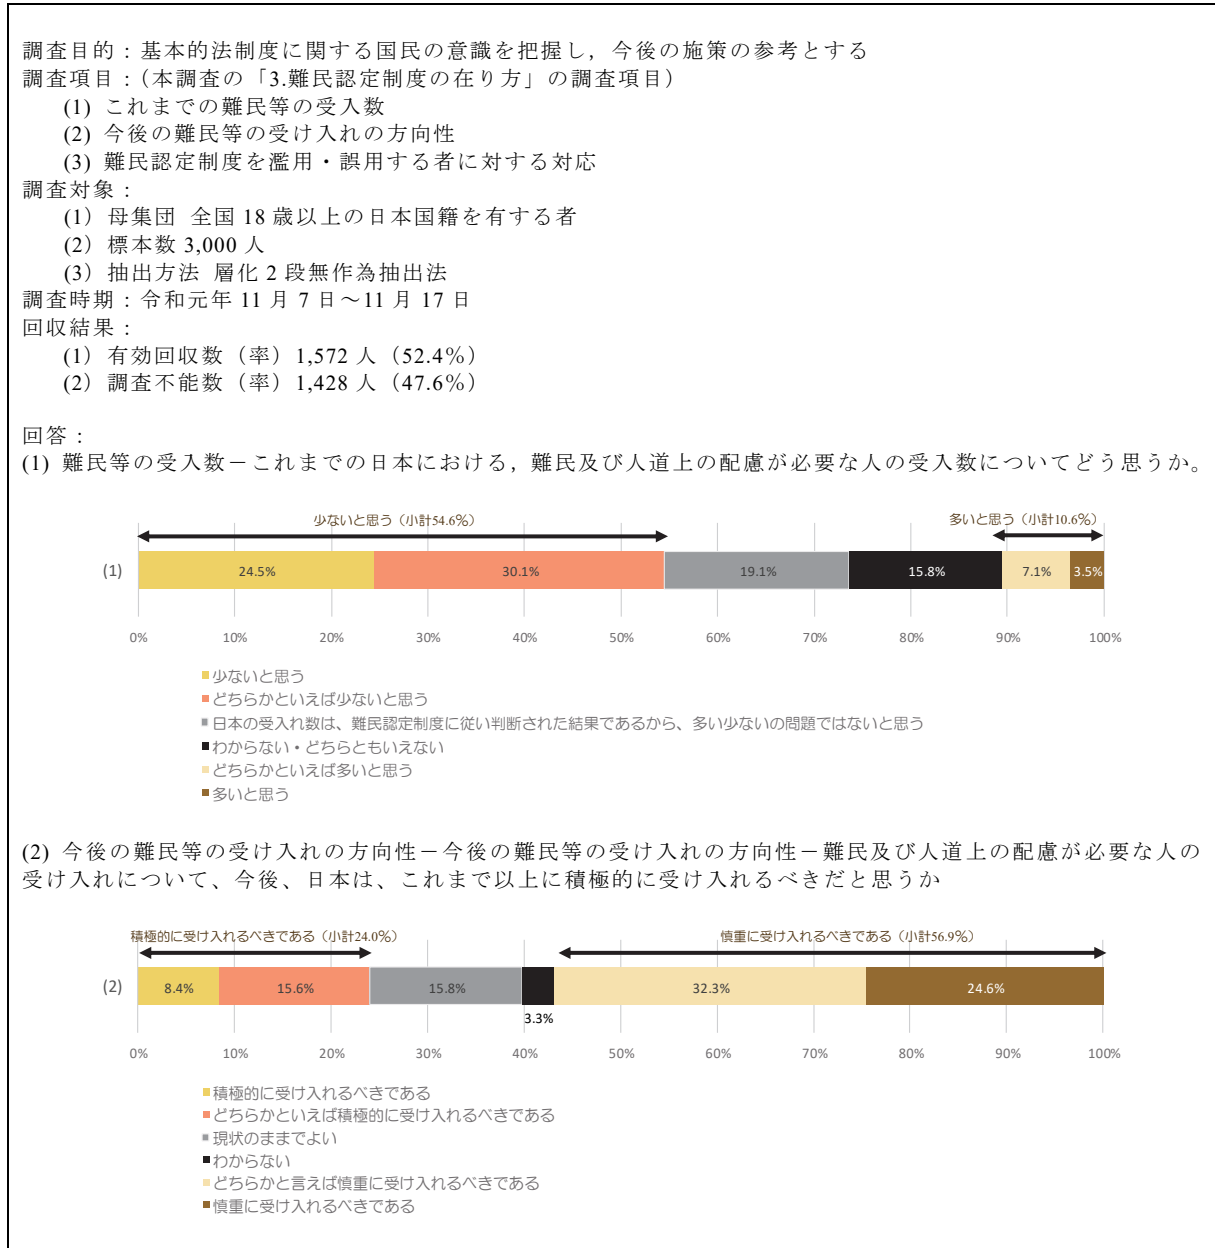 調査目的：基本的法制度に関する国民の意識を把握し，今後の施策の参考とする
調査項目：（本調査の「3.難民認定制度の在り方」の調査項目）
(1) これまでの難民等の受入数
(2) 今後の難民等の受け入れの方向性
(3) 難民認定制度を濫用・誤用する者に対する対応
調査対象：
(1) 母集団 全国 18 歳以上の日本国籍を有する者
(2) 標本数 3,000 人
(3) 抽出方法 層化 2 段無作為抽出法
調査時期：令和元年 11 月 7 日～11 月 17 日
回収結果：
(1) 有効回収数（率）1,572 人（52.4％）
(2) 調査不能数（率）1,428 人（47.6％）
回答：
(1) 難民等の受入数－これまでの日本における，難民及び人道上の配慮が必要な人の受入数についてどう思うか。
少ないと思う（小計54.6％） 多いと思う（小計10.6％）
(1) 24.5% 30.1% 19.1% 15.8% 7.1% 3.5%
0% 10% 20% 30% 40% 50% 60% 70% 80% 90% 100%
少ないと思う
どちらかといえば少ないと思う
日本の受入れ数は、難民認定制度に従い判断された結果であるから、多い少ないの問題ではないと思う
わからない・どちらともいえない
どちらかといえば多いと思う
多いと思う
(2) 今後の難民等の受け入れの方向性－今後の難民等の受け入れの方向性－難民及び人道上の配慮が必要な人の
受け入れについて、今後、日本は、これまで以上に積極的に受け入れるべきだと思うか
積極的に受け入れるべきである（小計24.0％） 慎重に受け入れるべきである（小計56.9％）
(2) 8.4% 15.6% 15.8% 3.3% 32.3% 24.6%
0% 10% 20% 30% 40% 50% 60% 70% 80% 90% 100%
積極的に受け入れるべきである
どちらかといえば積極的に受け入れるべきである
現状のままでよい
わからない
どちらかと言えば慎重に受け入れるべきである
慎重に受け入れるべきである